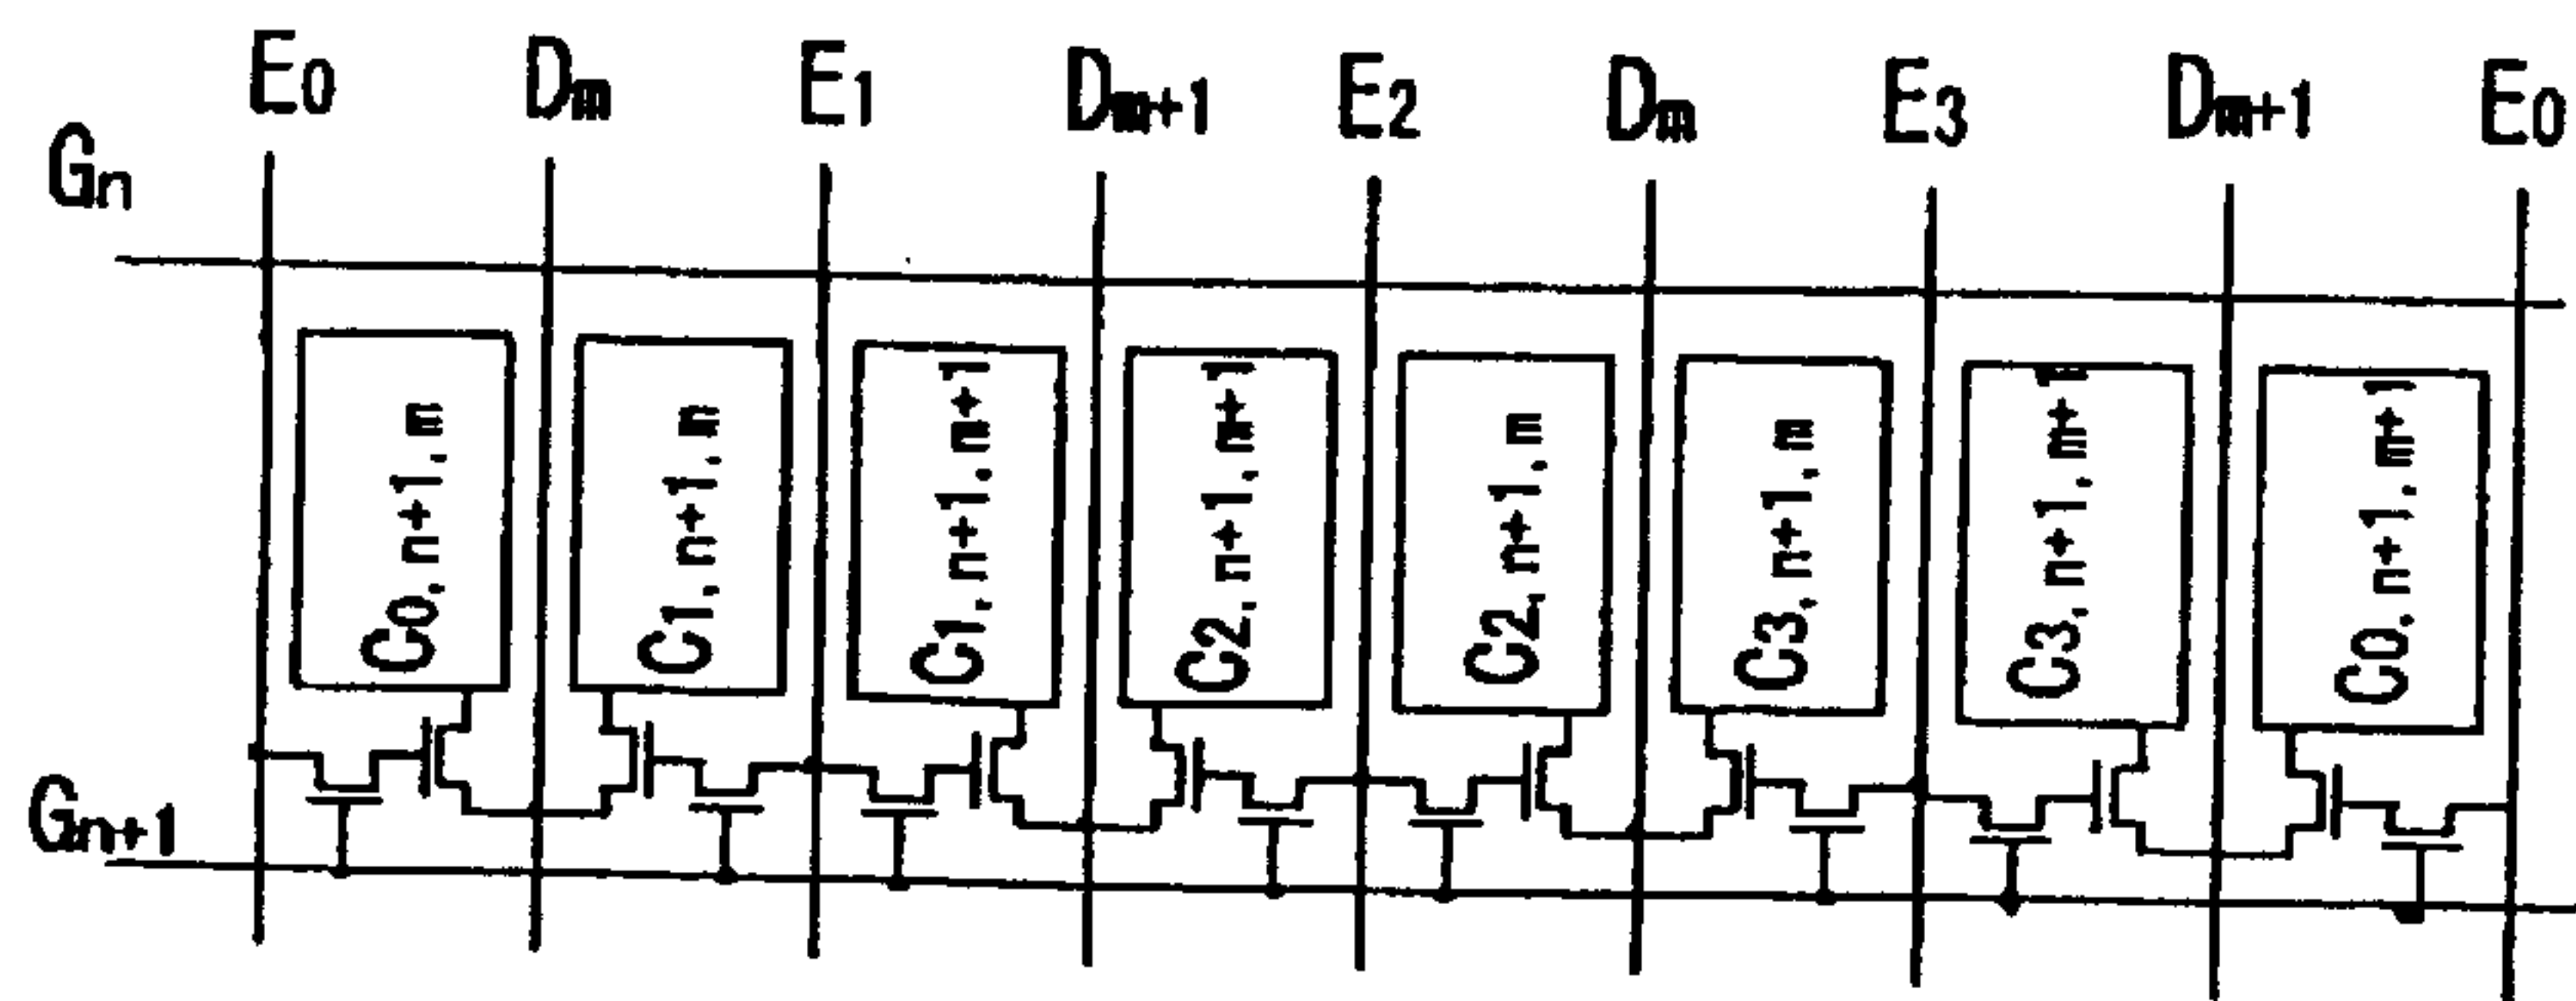 E0 Dm E1 Dm+1 E2 Dm E3 Dm+1 E0
Gn
C0, n+1, m
C1, n+1, m
C1, n+1, m+1
C2, n+1, m+1
C2, n+1, m
C3, n+1, m
C3, n+1, m+1
C0, n+1, m+1
Gn+1